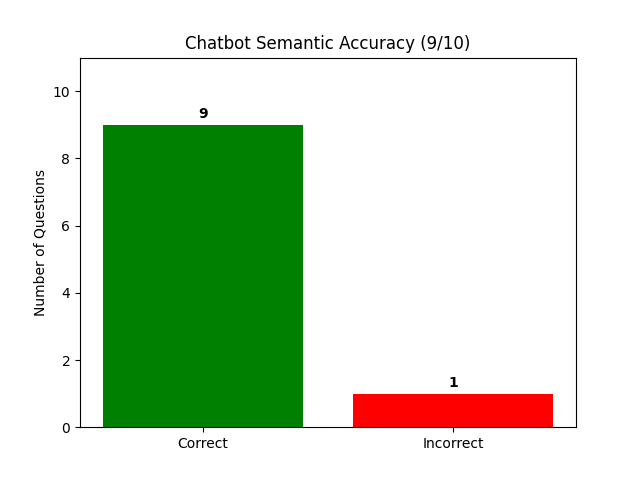 Chatbot Semantic Accuracy (9/10)
Number of Questions
10
8
6
4
2
0
9
1
Correct
Incorrect